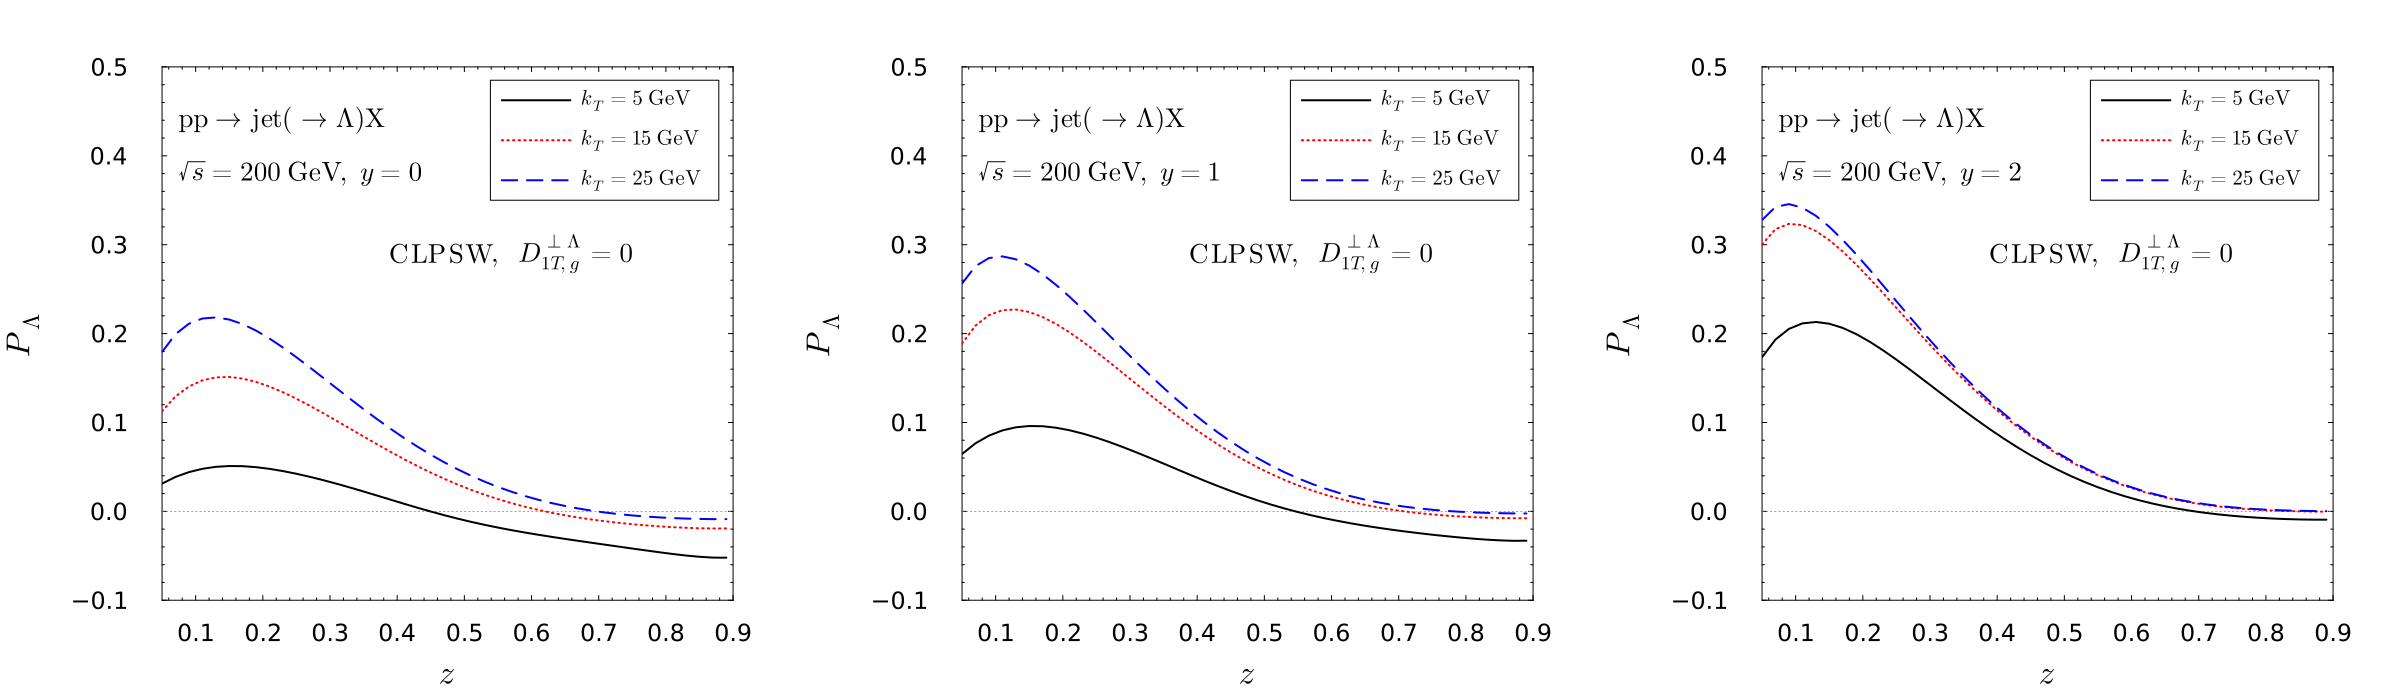 P_Λ
0.5
0.4
0.3
0.2
0.1
0.0
−0.1
pp → jet( → Λ)X
√s = 200 GeV, y = 0
k_T = 5 GeV
k_T = 15 GeV
k_T = 25 GeV
CLPSW, D_{1T, g}^{⊥ Λ} = 0
0.1 0.2 0.3 0.4 0.5 0.6 0.7 0.8 0.9
z
P_Λ
0.5
0.4
0.3
0.2
0.1
0.0
−0.1
pp → jet( → Λ)X
√s = 200 GeV, y = 1
k_T = 5 GeV
k_T = 15 GeV
k_T = 25 GeV
CLPSW, D_{1T, g}^{⊥ Λ} = 0
0.1 0.2 0.3 0.4 0.5 0.6 0.7 0.8 0.9
z
P_Λ
0.5
0.4
0.3
0.2
0.1
0.0
−0.1
pp → jet( → Λ)X
√s = 200 GeV, y = 2
k_T = 5 GeV
k_T = 15 GeV
k_T = 25 GeV
CLPSW, D_{1T, g}^{⊥ Λ} = 0
0.1 0.2 0.3 0.4 0.5 0.6 0.7 0.8 0.9
z